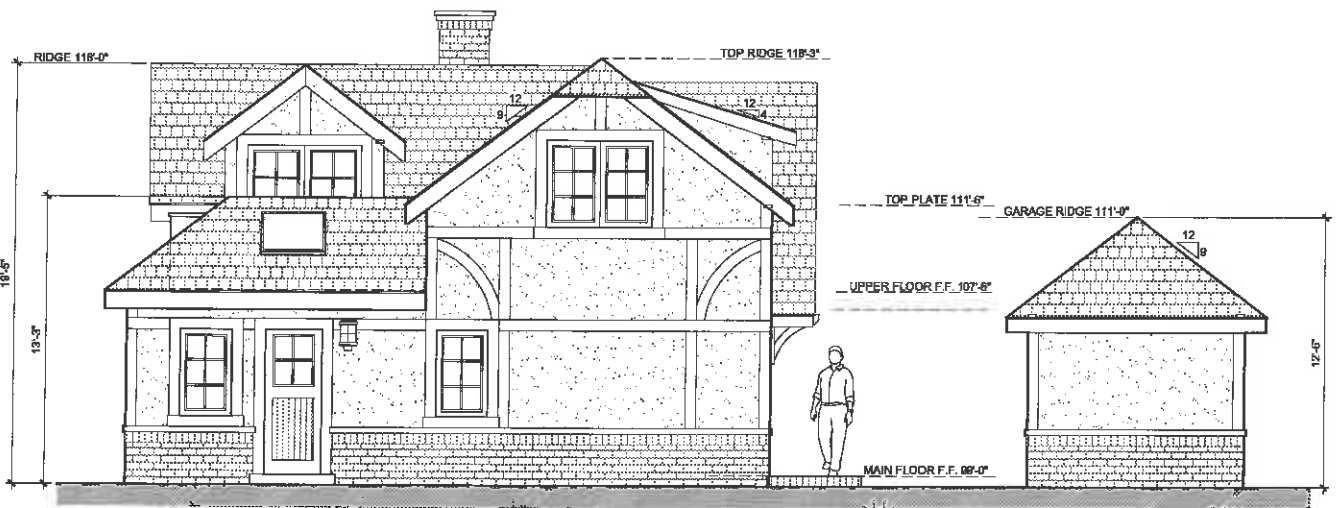 RIDGE 118'-0"
TOP RIDGE 118'-3"
12
9
12
4
TOP PLATE 111'-6"
GARAGE RIDGE 111'-0"
12
9
19'-5"
13'-3"
UPPER FLOOR F.F. 107'-6"
12'-6"
MAIN FLOOR F.F. 99'-0"